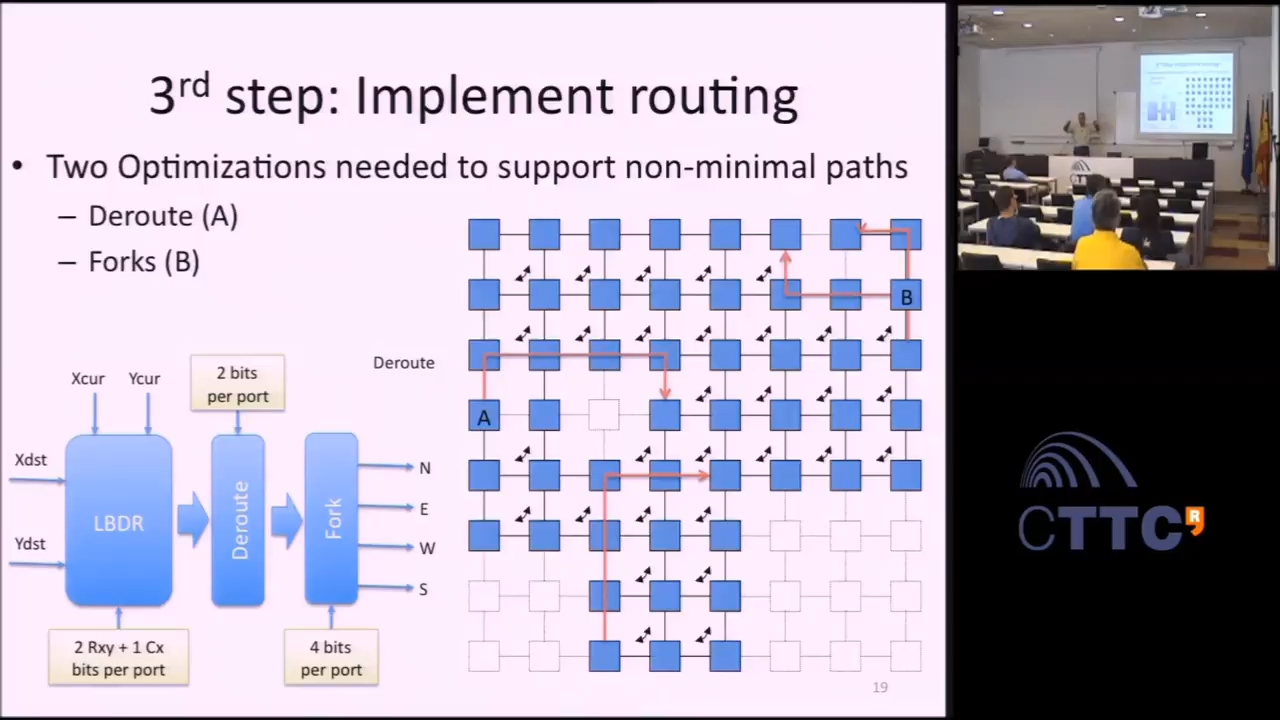 3rd step: Implement routing
• Two Optimizations needed to support non-minimal paths
– Deroute (A)
– Forks (B)
B
Deroute
A
Xcur
Ycur
2 bits
per port
Xdst
Ydst
LBDR
Deroute
Fork
N
E
W
S
2 Rxy + 1 Cx
bits per port
4 bits
per port
19
CTTC
R